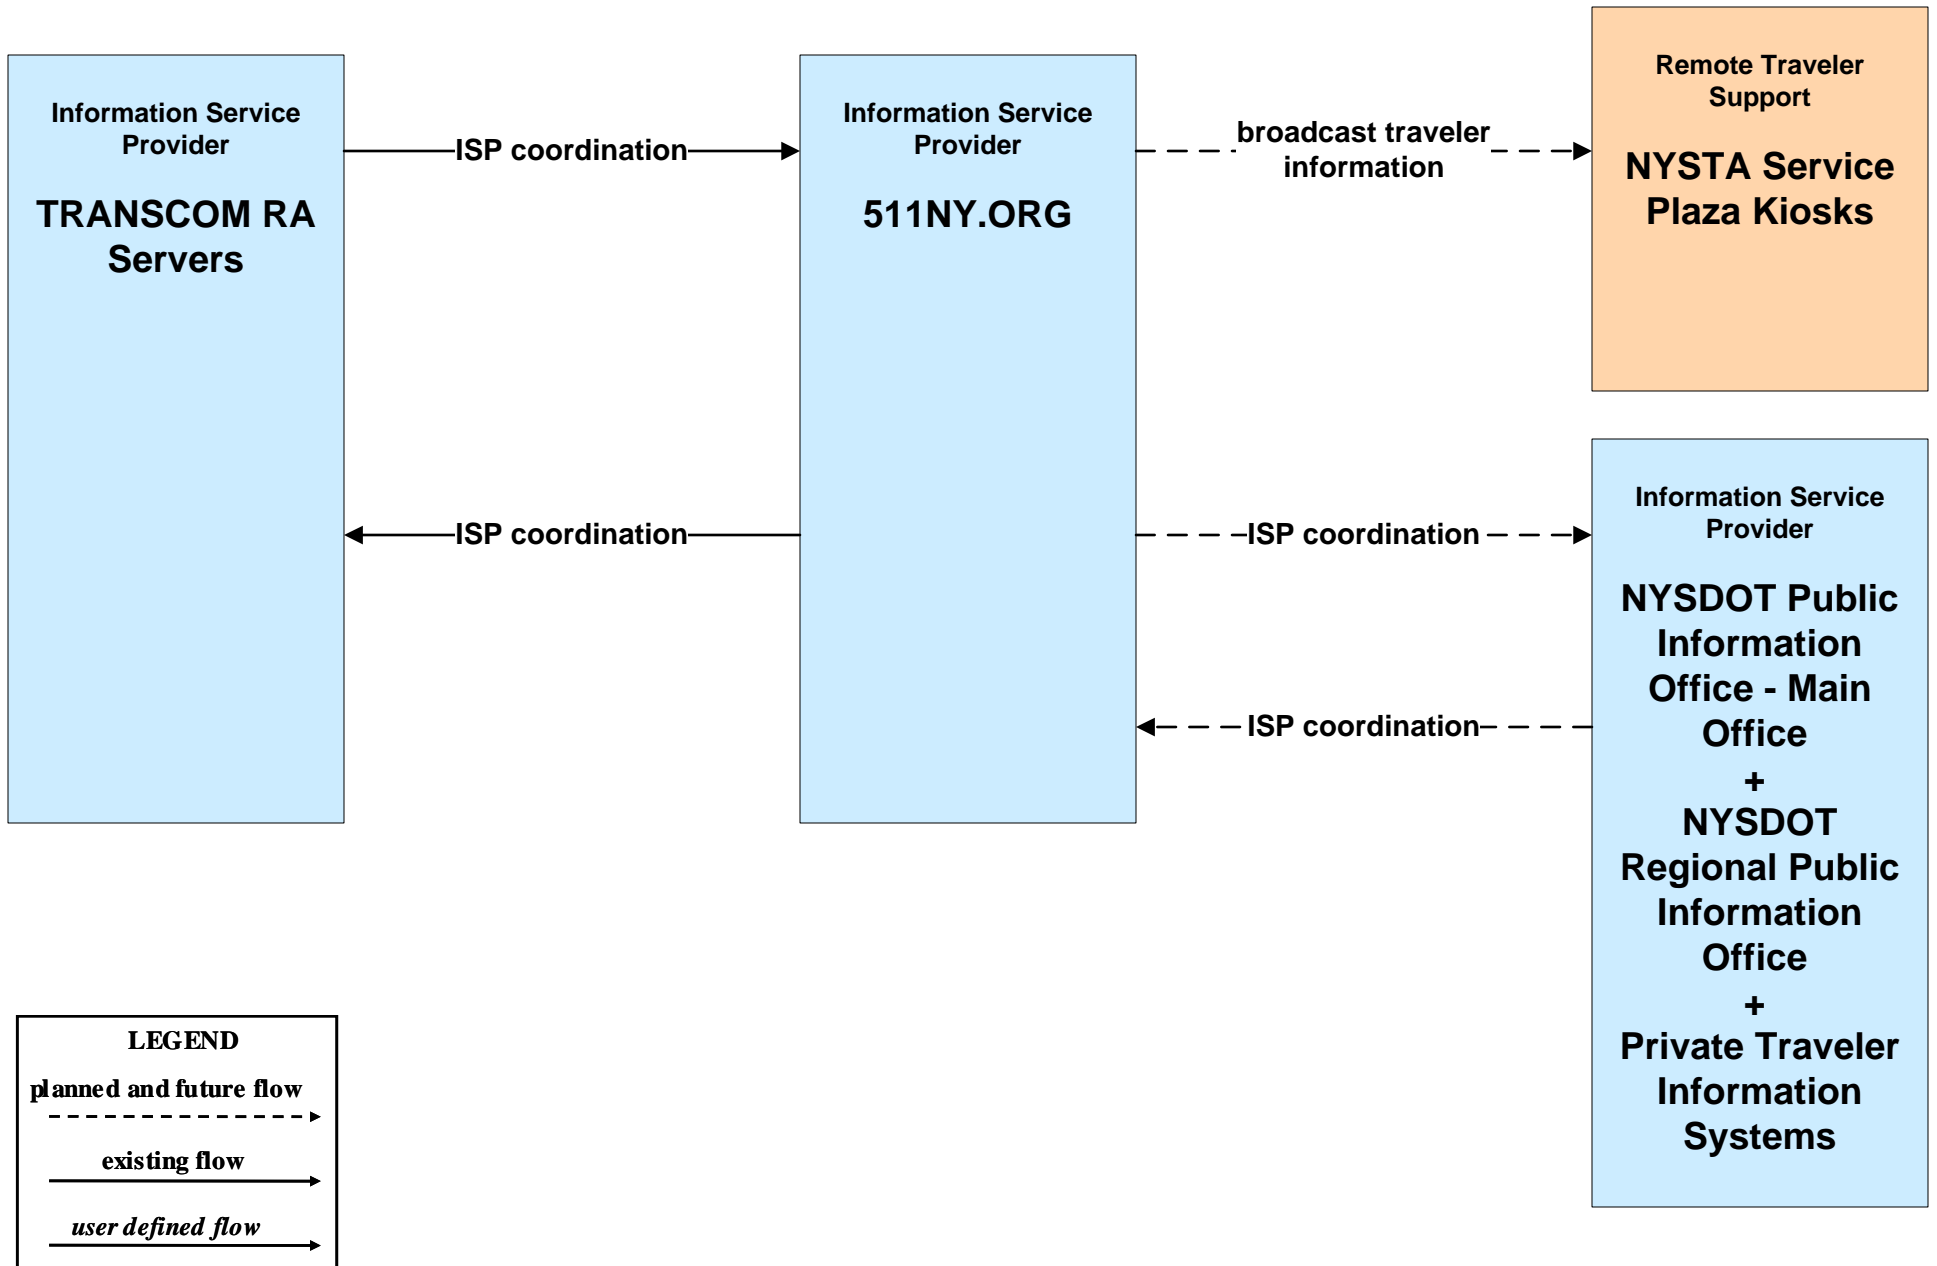 Information Service
Provider
TRANSCOM RA
Servers
ISP coordination
ISP coordination
Information Service
Provider
511NY.ORG
broadcast traveler
information
ISP coordination
ISP coordination
Remote Traveler
Support
NYSTA Service
Plaza Kiosks
Information Service
Provider
NYSDOT Public
Information
Office - Main
Office
+
NYSDOT
Regional Public
Information
Office
+
Private Traveler
Information
Systems
LEGEND
planned and future flow
existing flow
user defined flow